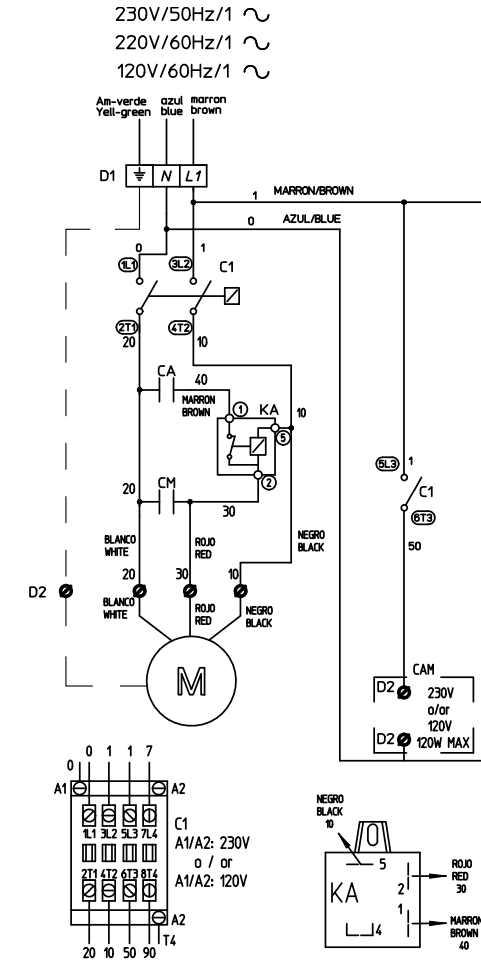 230V/50Hz/1
220V/60Hz/1
120V/60Hz/1
Am-verde azul marron
Yell-green blue brown
D1 N L1
1 MARRON/BROWN
0 AZUL/BLUE
0 1
1L1 3L2 C1
2T1 4T2
20 10
CA 40
MARRON
BROWN
1 KA 10
5
2
5L3 1
C1
6T3
50
CM
20 30
BLANCO
WHITE
ROJO
RED
NEGRO
BLACK
20 30 10
D2
BLANCO
WHITE
ROJO
RED
NEGRO
BLACK
M
CAM
D2 230V
o/or
120V
D2 120W MAX
0 0 1 1 7
A1 A2
1L1 3L2 5L3 7L4
2T1 4T2 6T3 8T4
C1
A1/A2: 230V
o / or
A1/A2: 120V
A2
T4
20 10 50 90
NEGRO
BLACK
10
5
KA 2
1
4
ROJO
RED
30
MARRON
BROWN
40